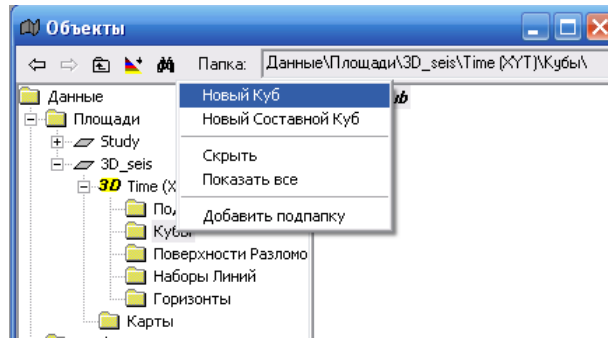 Объекты
Папка: Данные\Площади\3D_seis\Time (XYT)\Кубы\
Данные
Новый Куб
Площади
Новый Составной Куб
Study
3D_seis
Скрыть
3D Time (X
Показать все
Добавить подпапку
Кубы
Поверхности Разломо
Наборы Линий
Горизонты
Карты